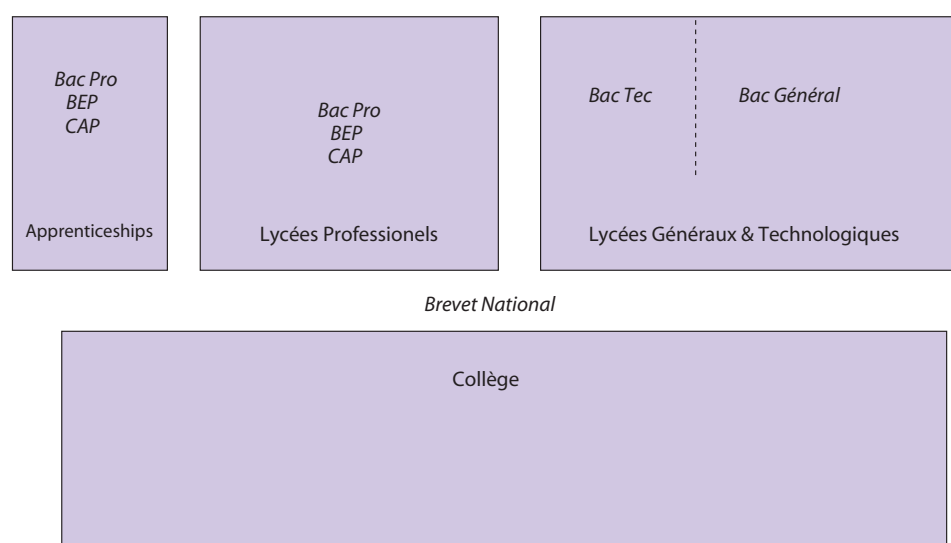 Bac Pro
BEP
CAP
Apprenticeships
Bac Pro
BEP
CAP
Lycées Professionels
Bac Tec
Bac Général
Lycées Généraux & Technologiques
Brevet National
Collège